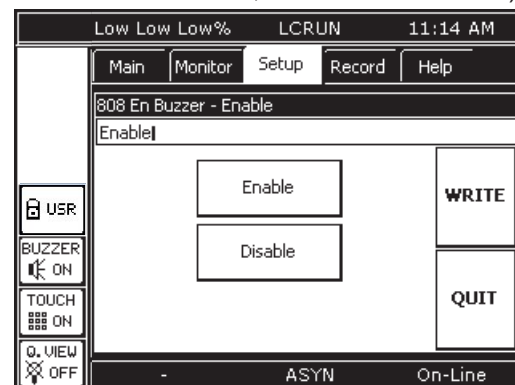 Low Low Low% LCRUN 11:14 AM
Main Monitor Setup Record Help
808 En Buzzer - Enable
Enable
Enable
WRITE
Disable
QUIT
USR
BUZZER
ON
TOUCH
ON
Q. VIEW
OFF
- ASYN On-Line